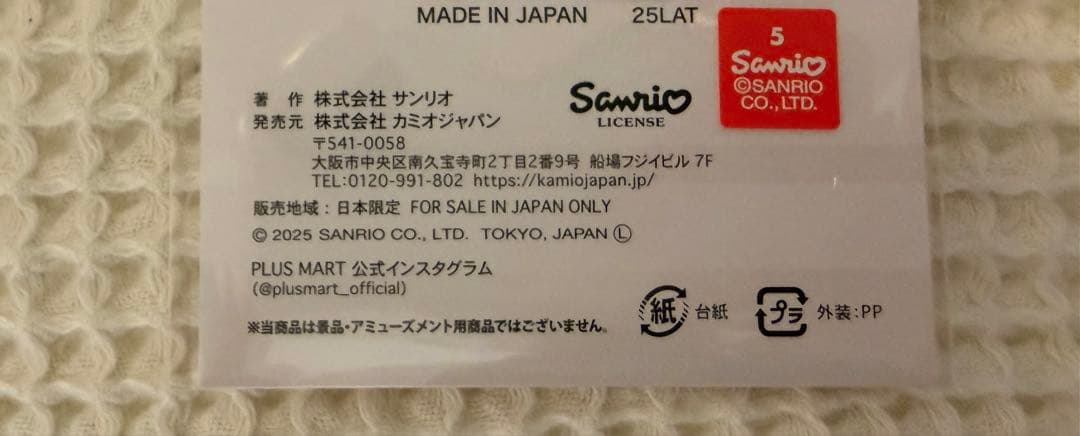 MADE IN JAPAN 25LAT
5
Sanrio
©SANRIO
CO.,LTD.
著 作 株式会社 サンリオ
発売元 株式会社 カミオジャパン
Sanrio
LICENSE
〒541-0058
大阪市中央区南久宝寺町2丁目2番9号 船場フジイビル 7F
TEL:0120-991-802 https://kamiojapan.jp/
販売地域：日本限定 FOR SALE IN JAPAN ONLY
© 2025 SANRIO CO., LTD. TOKYO, JAPAN Ⓛ
PLUS MART 公式インスタグラム
(@plusmart_official)
※当商品は景品・アミューズメント用商品ではございません。
紙 台紙
プラ 外装:PP